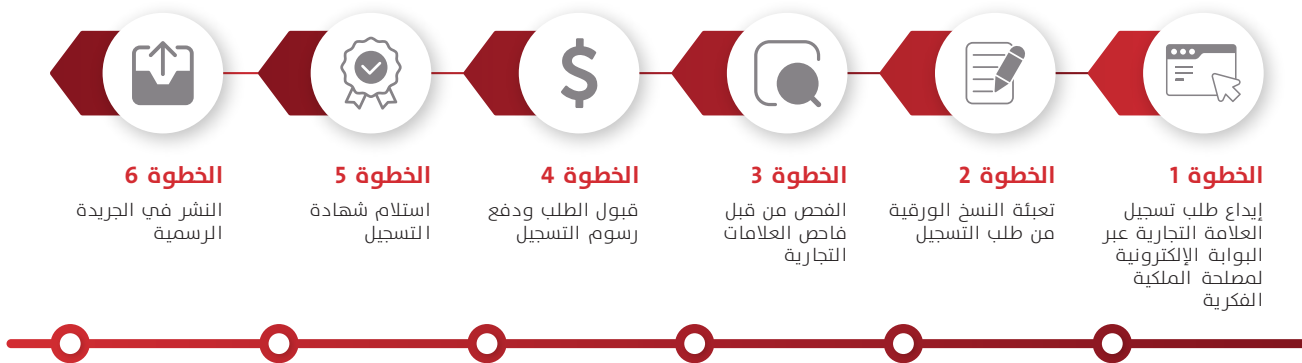 الخطوة 1
إيداع طلب تسجيل
العلامة التجارية عبر
البوابة الإلكترونية
لمصلحة الملكية
الفكرية
الخطوة 2
تعبئة النسخ الورقية
من طلب التسجيل
الخطوة 3
الفحص من قبل
فاحص العلامات
التجارية
الخطوة 4
قبول الطلب ودفع
رسوم التسجيل
الخطوة 5
استلام شهادة
التسجيل
الخطوة 6
النشر في الجريدة
الرسمية